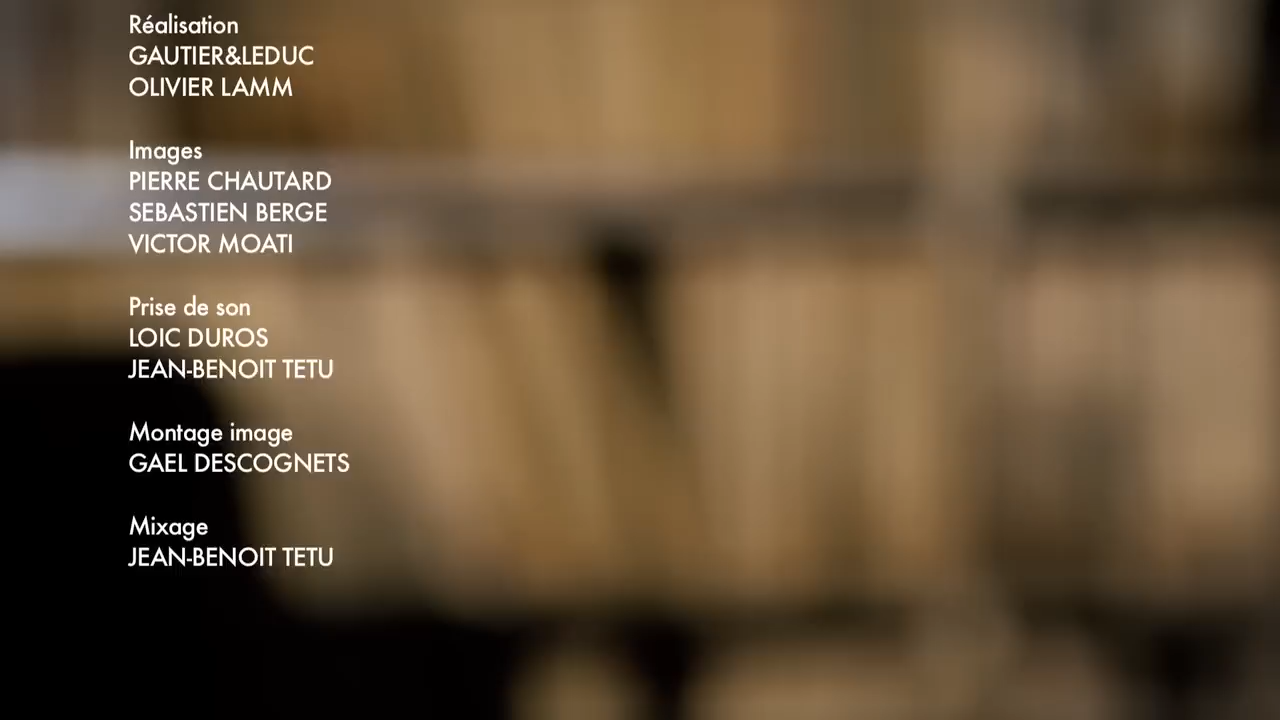 Réalisation
GAUTIER&LEDUC
OLIVIER LAMM
Images
PIERRE CHAUTARD
SEBASTIEN BERGE
VICTOR MOATI
Prise de son
LOIC DUROS
JEAN-BENOIT TETU
Montage image
GAEL DESCOGNETS
Mixage
JEAN-BENOIT TETU